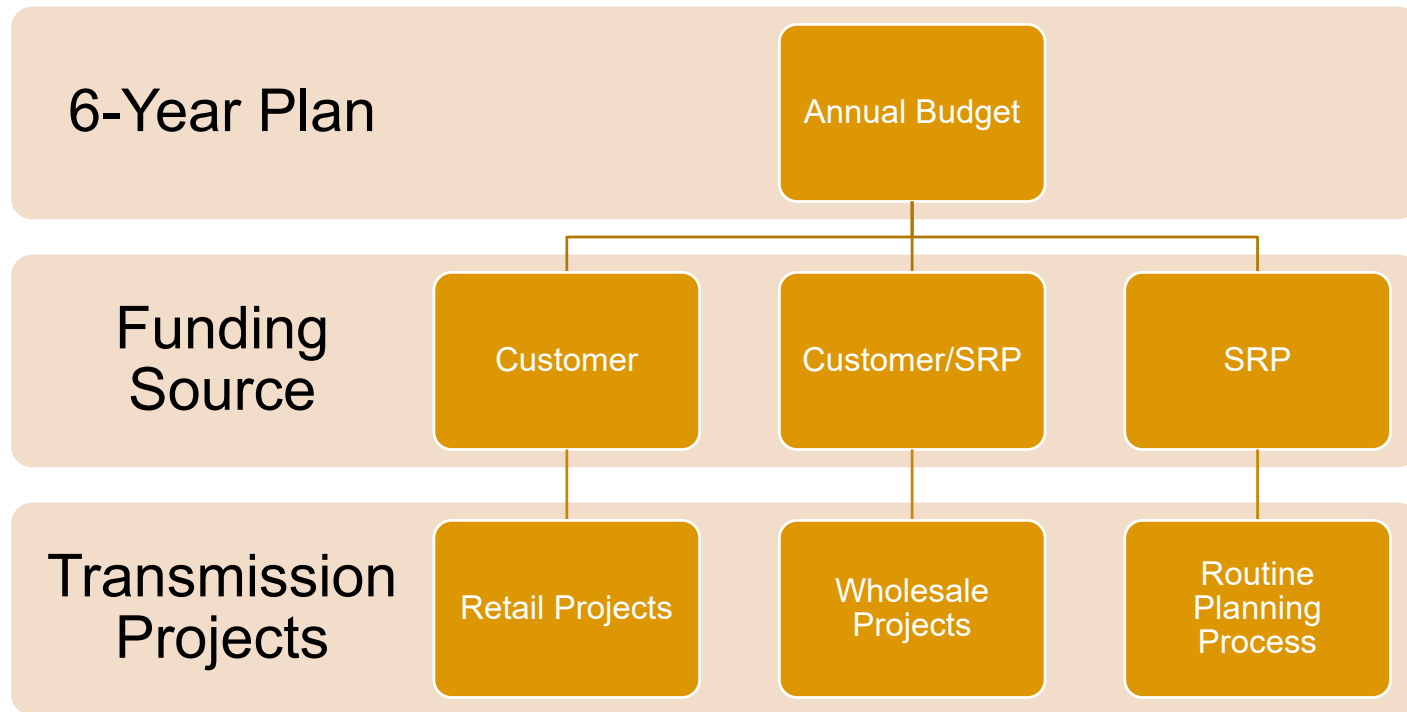 6-Year Plan
Annual Budget
Funding
Source
Customer
Customer/SRP
SRP
Transmission
Projects
Retail Projects
Wholesale
Projects
Routine
Planning
Process